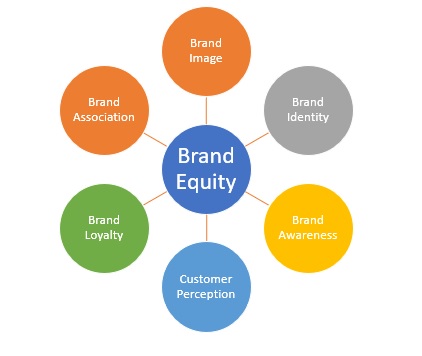 Brand
Image
Brand
Association
Brand
Identity
Brand
Equity
Brand
Loyalty
Brand
Awareness
Customer
Perception